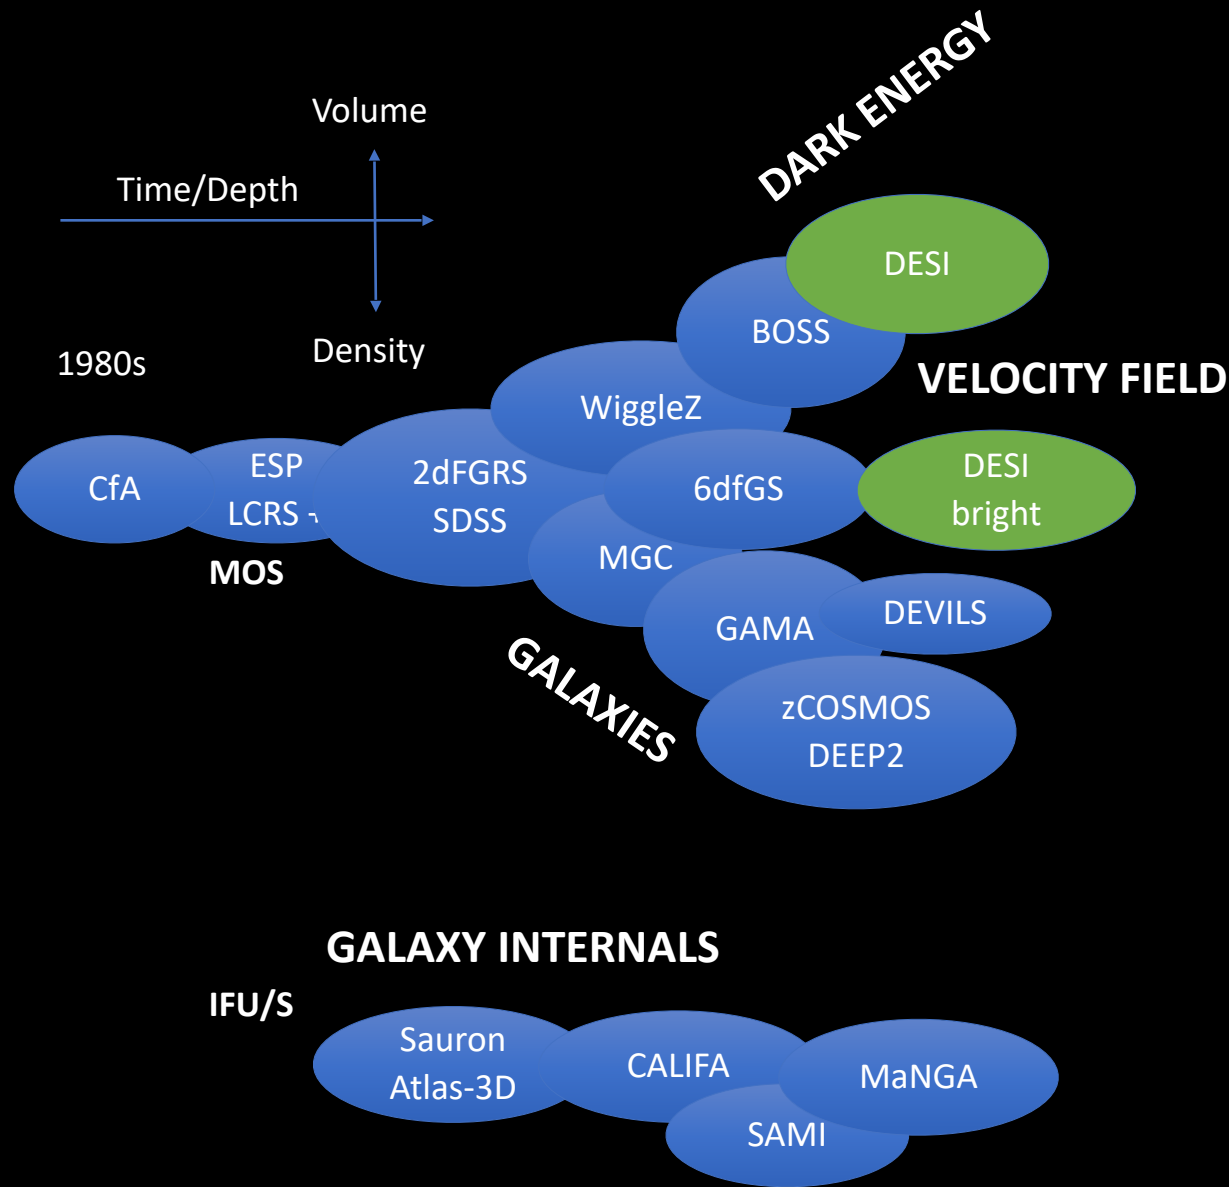 DARK ENERGY
Volume
Time/Depth
DESI
BOSS
Density
1980s
VELOCITY FIELD
WiggleZ
CfA
ESP
LCRS +
2dFGRS
SDSS
6dfGS
DESI
bright
MOS
MGC
GAMA
DEVILS
GALAXIES
zCOSMOS
DEEP2
GALAXY INTERNALS
IFU/S
Sauron
Atlas-3D
CALIFA
MaNGA
SAMI